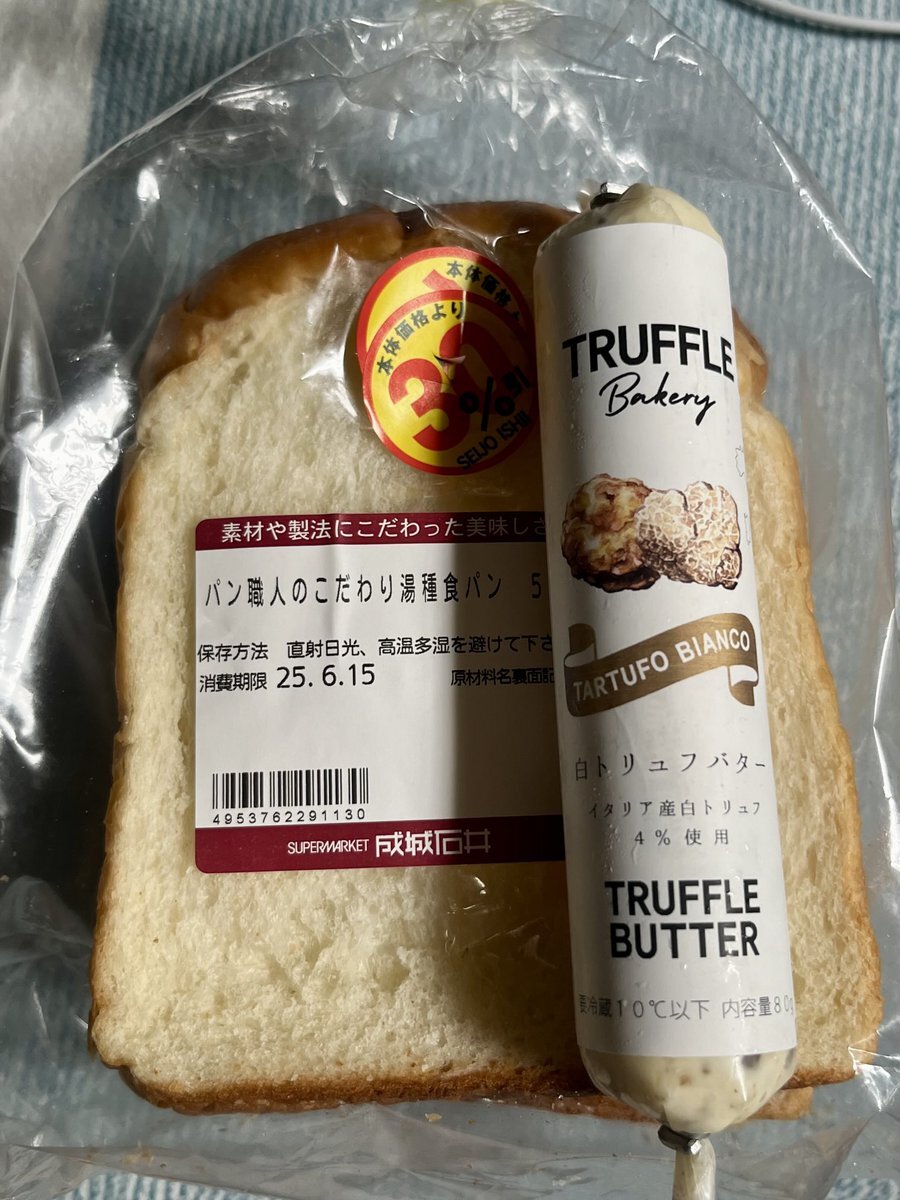 本体価格よ
本体価格より
30%引
SEIJO ISHII
素材や製法にこだわった美味しさ
パン職人のこだわり湯種食パン 5
保存方法 直射日光、高温多湿を避けて下さ
消費期限 25.6.15
原材料名裏面記
4953762291130
SUPERMARKET 成城石井
TRUFFLE
Bakery
TARTUFO BIANCO
白トリュフバター
イタリア産白トリュフ
4%使用
TRUFFLE
BUTTER
要冷蔵10℃以下 内容量80g